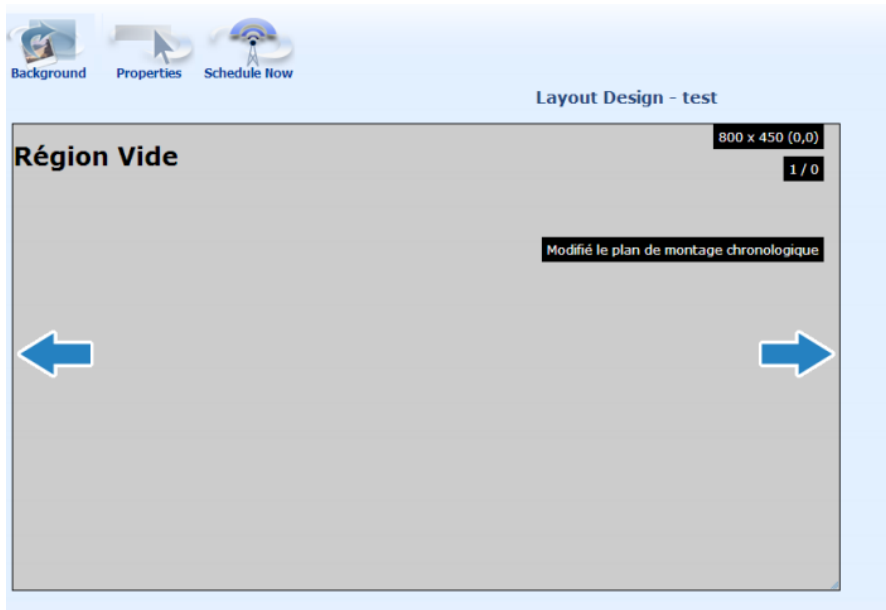 Background Properties Schedule Now
Layout Design - test
800 x 450 (0,0)
Région Vide
1 / 0
Modifié le plan de montage chronologique